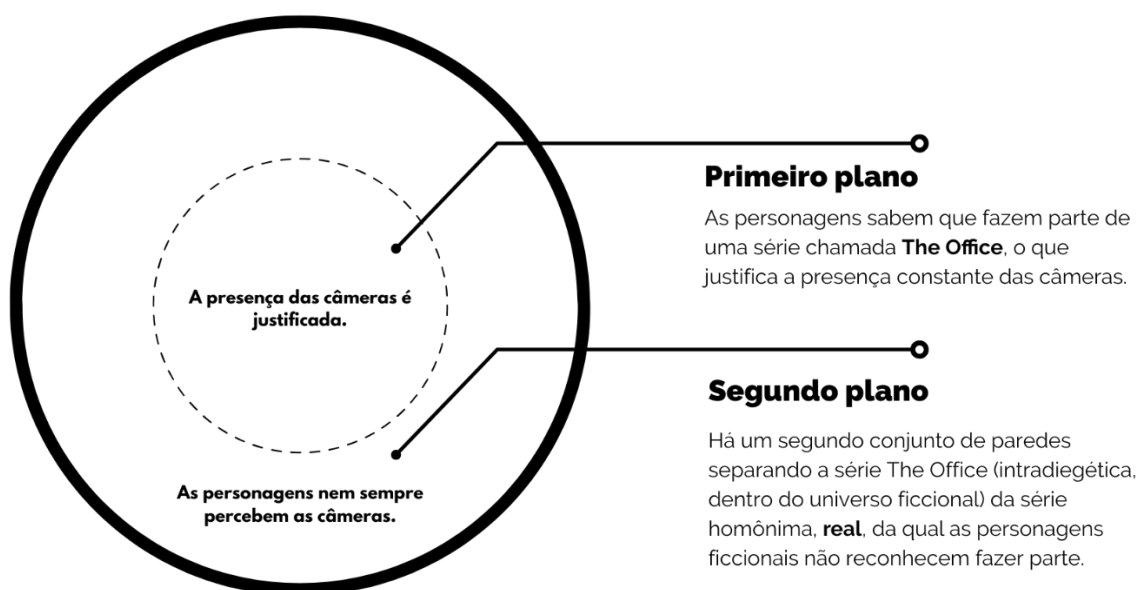 A presença das câmeras é
justificada.
As personagens nem sempre
percebem as câmeras.
Primeiro plano
As personagens sabem que fazem parte de
uma série chamada The Office, o que
justifica a presença constante das câmeras.
Segundo plano
Há um segundo conjunto de paredes
separando a série The Office (intradiegética,
dentro do universo ficcional) da série
homônima, real, da qual as personagens
ficcionais não reconhecem fazer parte.